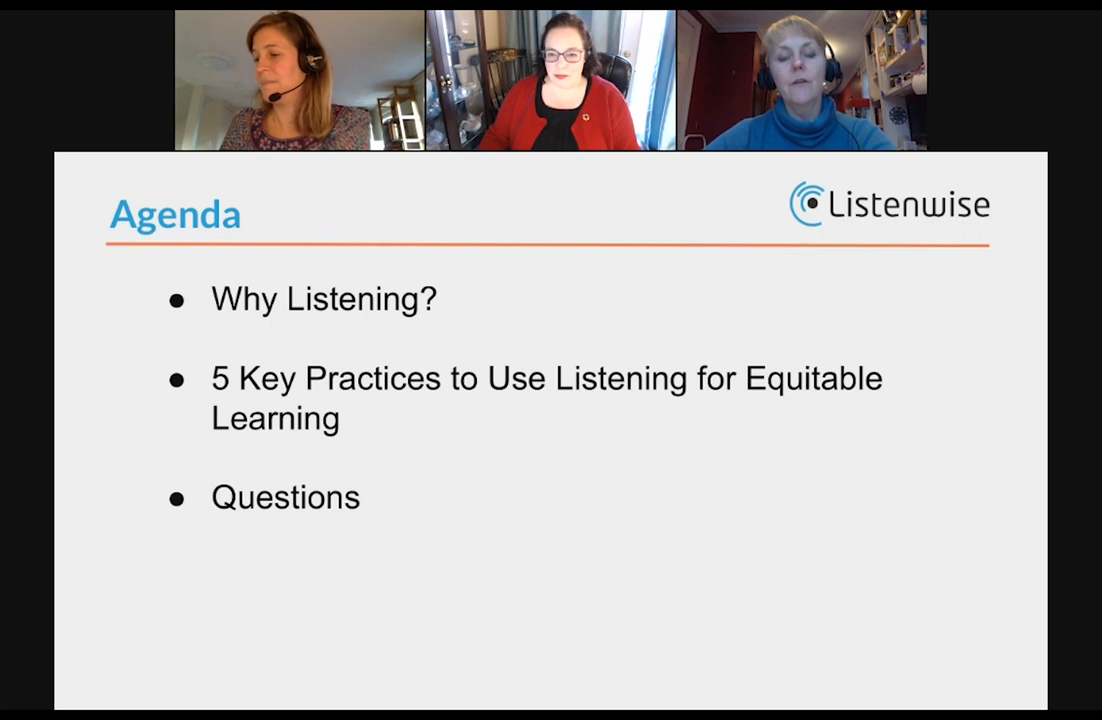 Agenda
Listenwise
● Why Listening?
● 5 Key Practices to Use Listening for Equitable
Learning
● Questions